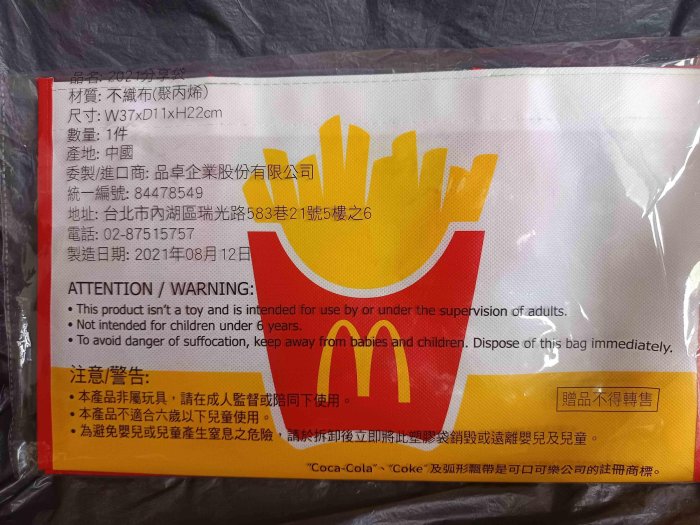 品名: 2021分享袋
材質: 不織布(聚丙烯)
尺寸: W37xD11xH22cm
數量: 1件
產地: 中國
委製/進口商: 品卓企業股份有限公司
統一編號: 84478549
地址: 台北市內湖區瑞光路583巷21號5樓之6
電話: 02-87515757
製造日期: 2021年08月12日
ATTENTION / WARNING:
• This product isn't a toy and is intended for use by or under the supervision of adults.
• Not intended for children under 6 years.
• To avoid danger of suffocation, keep away from babies and children. Dispose of this bag immediately.
注意/警告:
• 本產品非屬玩具，請在成人監督或陪同下使用。
• 本產品不適合六歲以下兒童使用。
• 為避免嬰兒或兒童產生窒息之危險，請於拆卸後立即將此塑膠袋銷毀或遠離嬰兒及兒童。
贈品不得轉售
"Coca-Cola"、"Coke"及弧形飄帶是可口可樂公司的註冊商標。